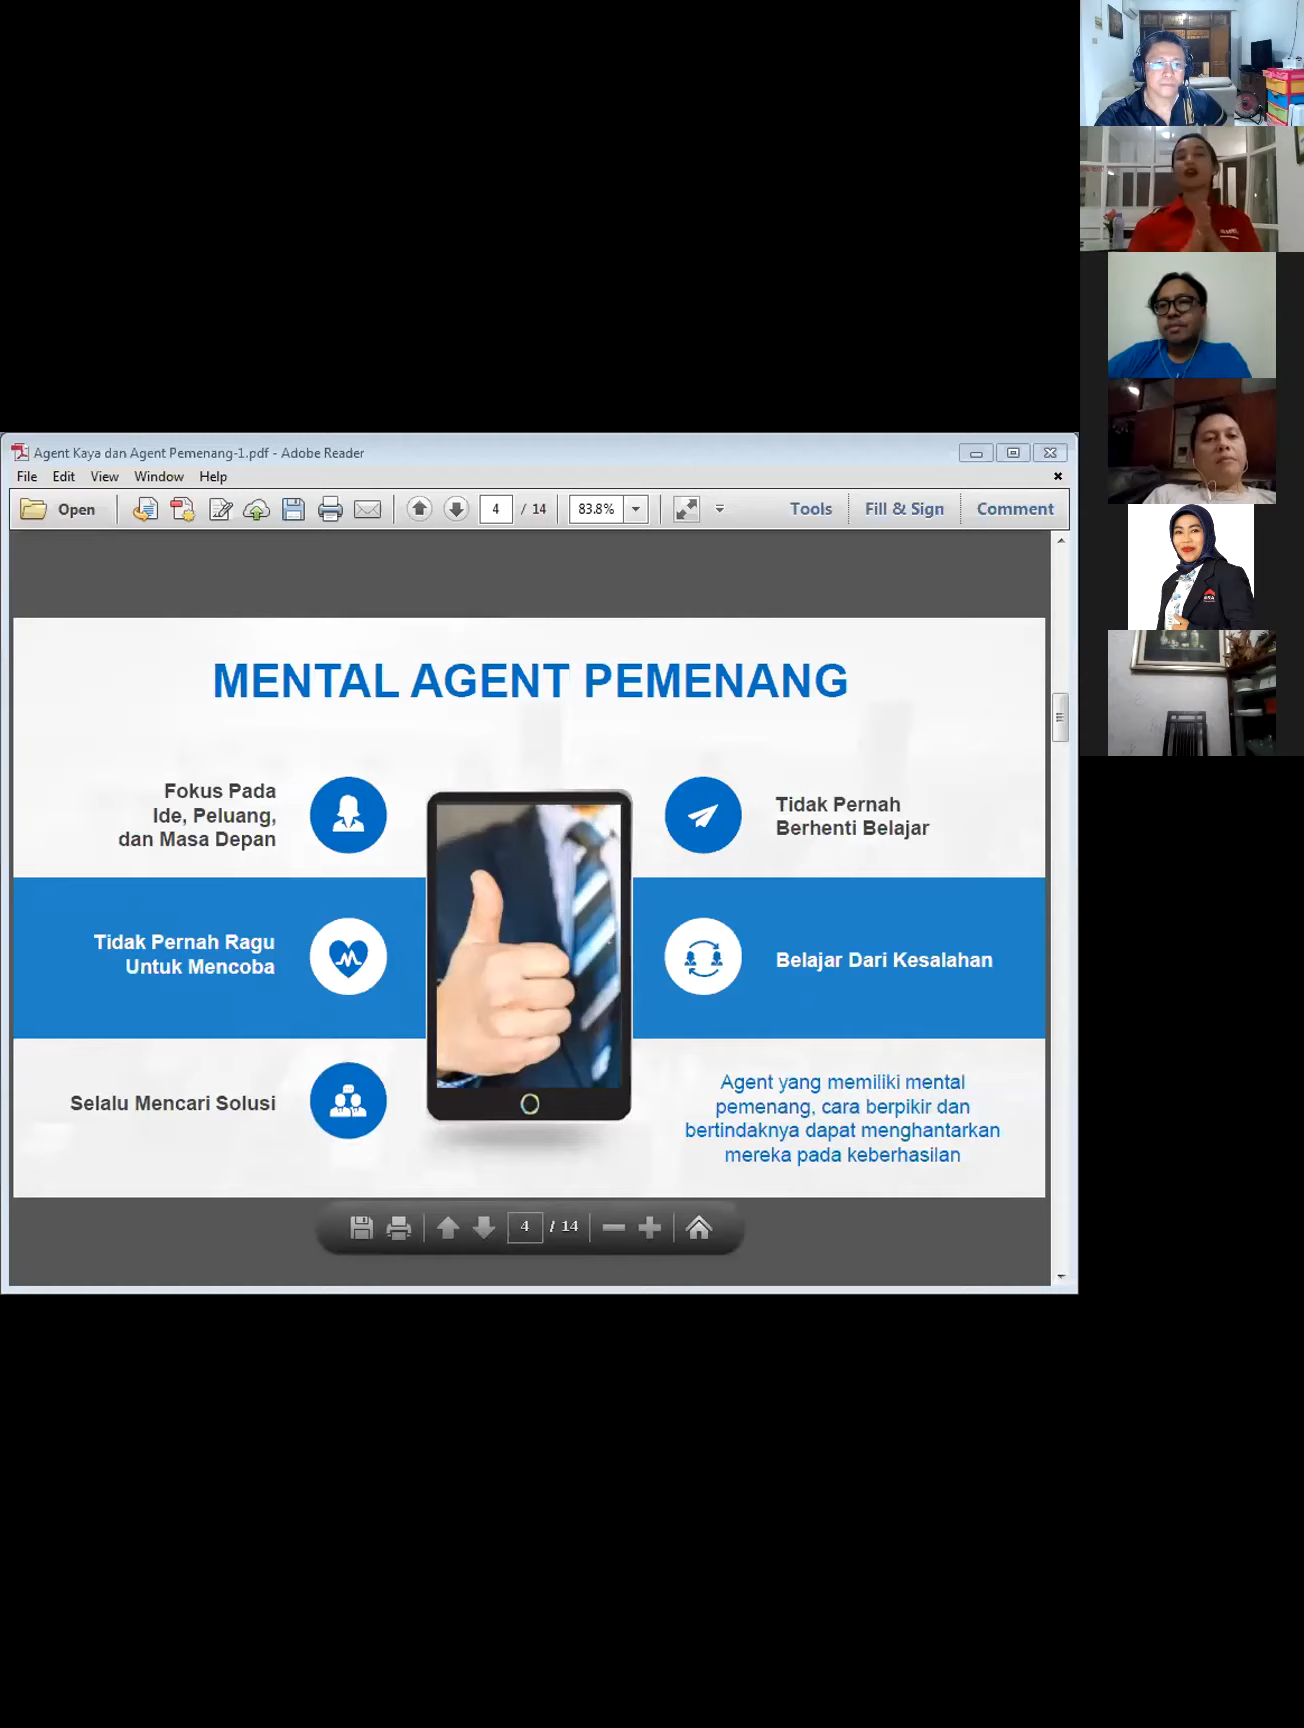 Agent Kaya dan Agent Pemenang-1.pdf - Adobe Reader
File Edit View Window Help
Open 4 / 14 83.8% Tools Fill & Sign Comment
MENTAL AGENT PEMENANG
Fokus Pada
Ide, Peluang,
dan Masa Depan
Tidak Pernah
Berhenti Belajar
Tidak Pernah Ragu
Untuk Mencoba
Belajar Dari Kesalahan
Selalu Mencari Solusi
Agent yang memiliki mental
pemenang, cara berpikir dan
bertindaknya dapat menghantarkan
mereka pada keberhasilan
4 / 14
ERA